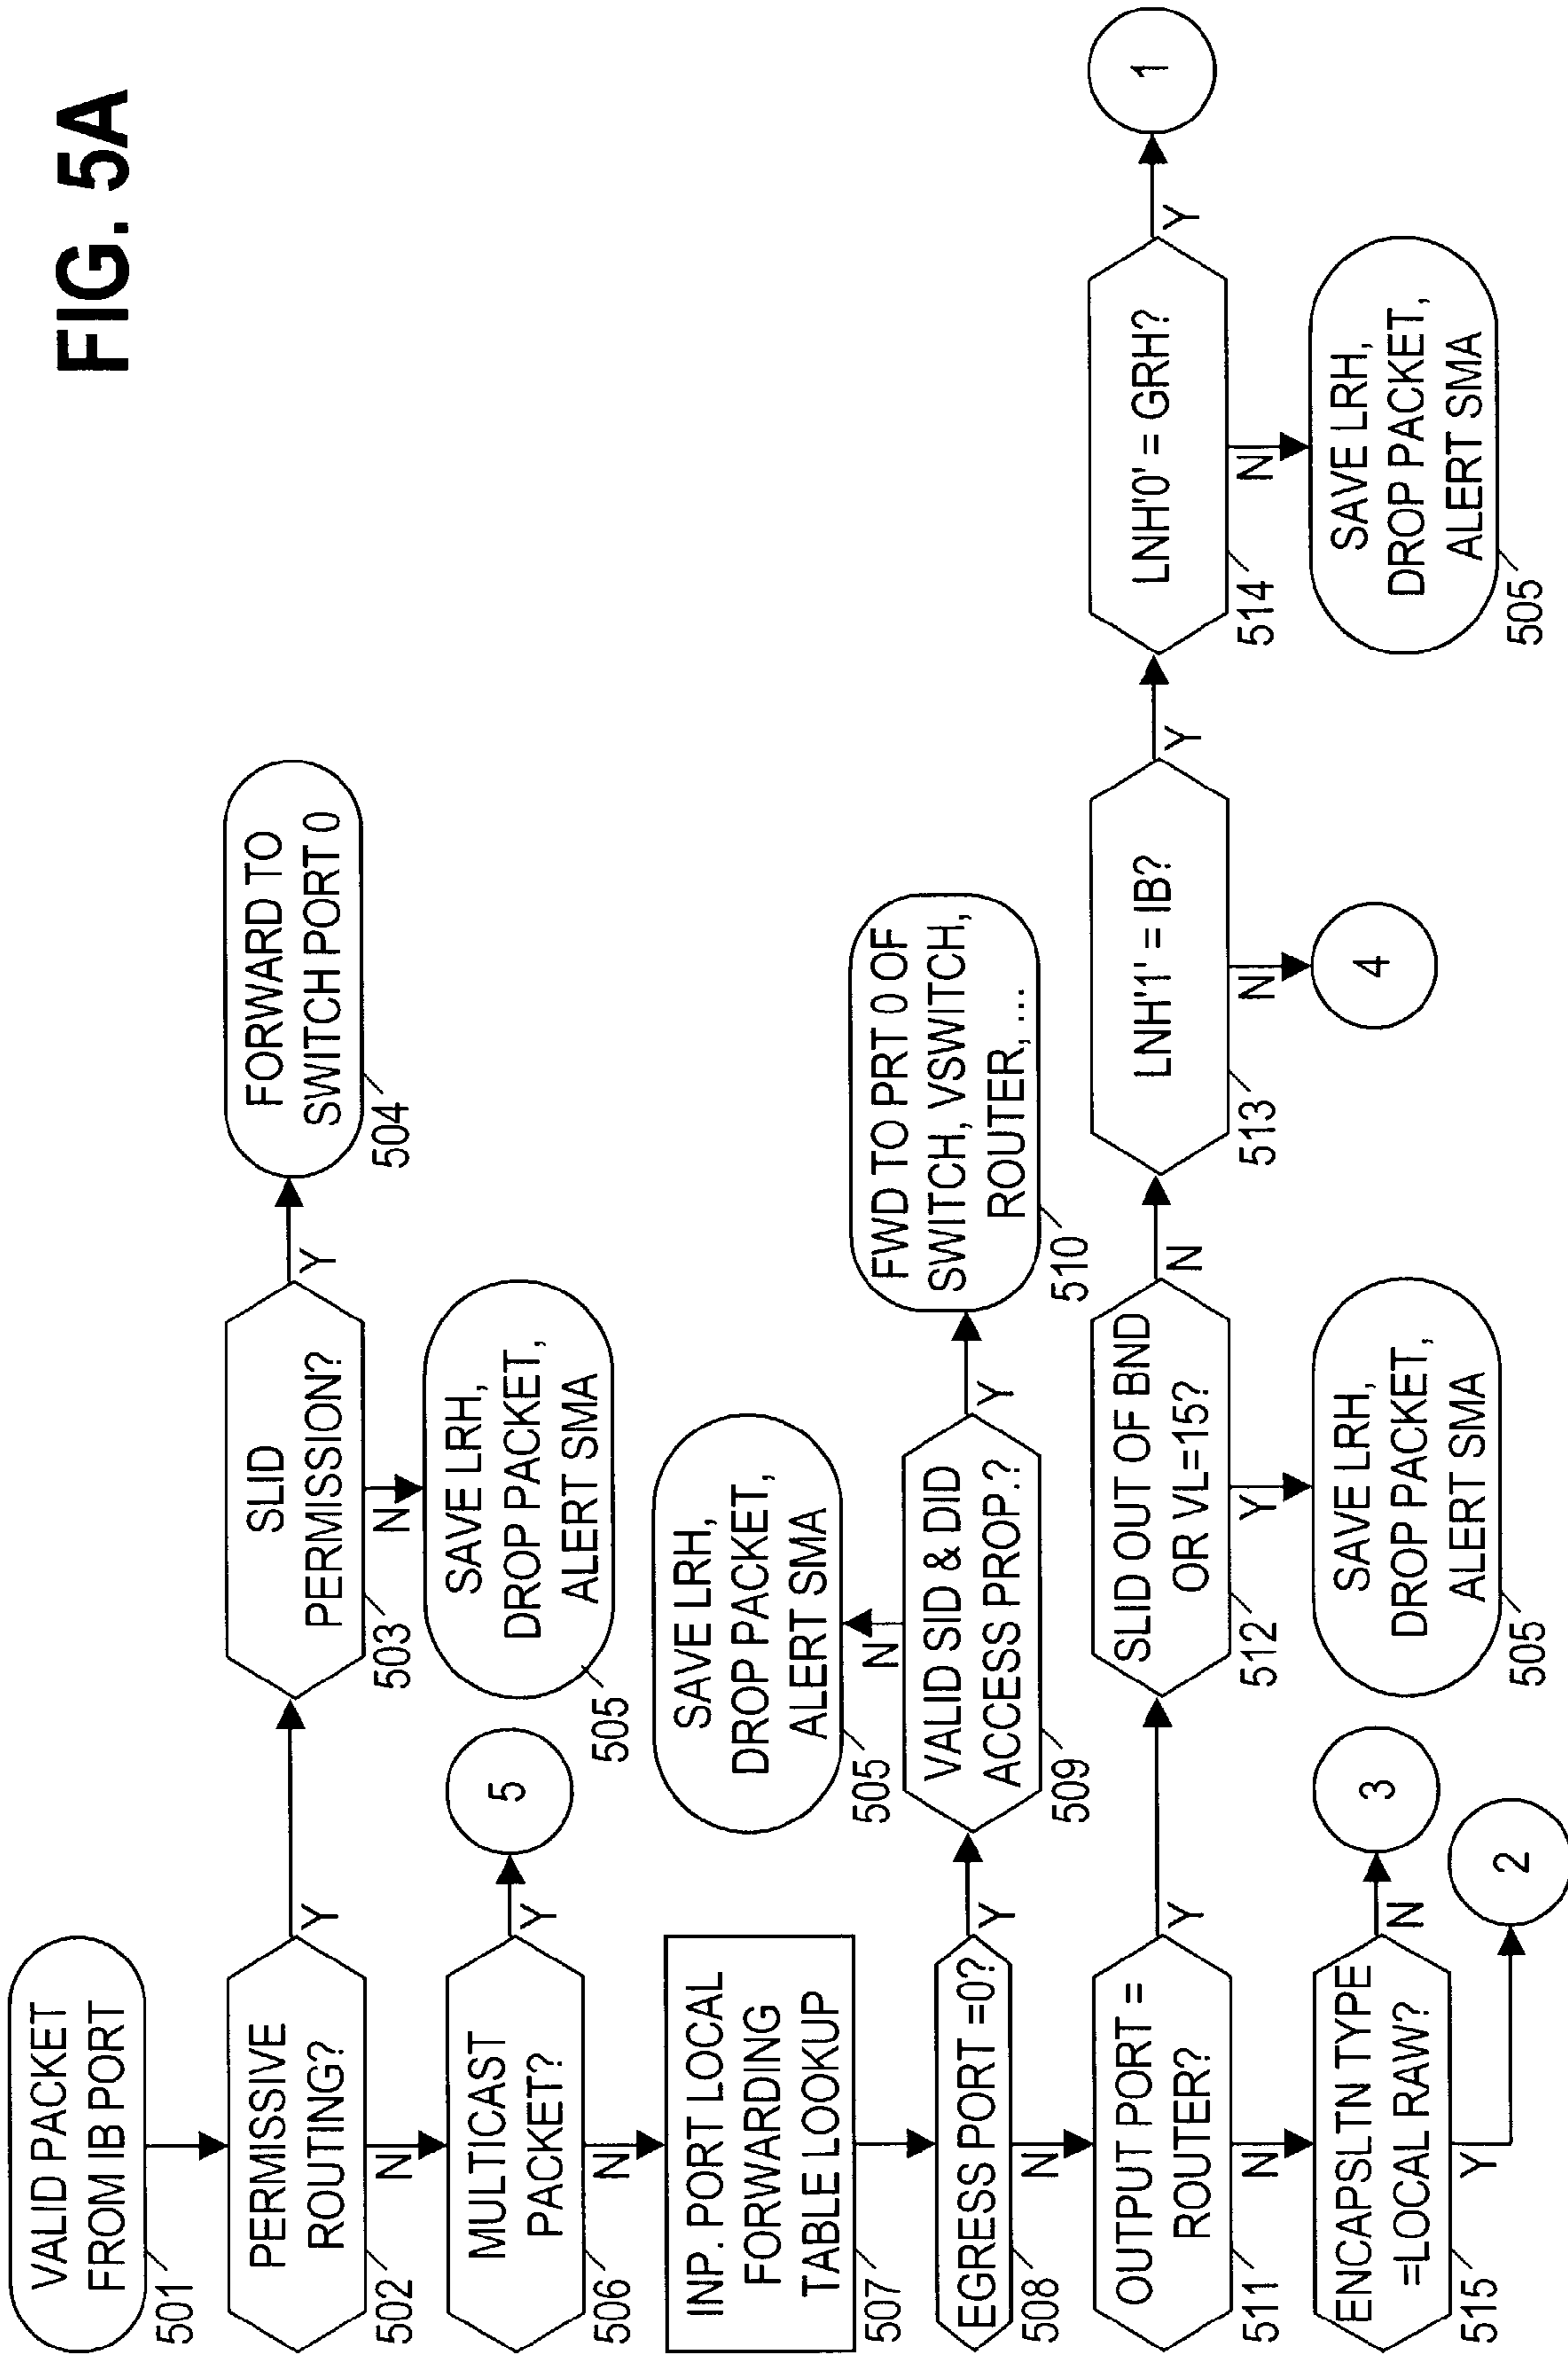 FIG. 5A
VALID PACKET
FROM IB PORT
501
PERMISSIVE
ROUTING?
502
Y
N
SLID
PERMISSION?
503
Y
N
FORWARD TO
SWITCH PORT 0
504
SAVE LRH,
DROP PACKET,
ALERT SMA
505
MULTICAST
PACKET?
506
Y
N
5
INP. PORT LOCAL
FORWARDING
TABLE LOOKUP
507
SAVE LRH,
DROP PACKET,
ALERT SMA
505
EGRESS PORT =0?
508
Y
N
VALID SID & DID
ACCESS PROP.?
509
N
Y
FWD TO PRT 0 OF
SWITCH, VSWITCH,
ROUTER, ...
510
OUTPUT PORT =
ROUTER?
511
Y
N
SLID OUT OF BND
OR VL=15?
512
N
Y
SAVE LRH,
DROP PACKET,
ALERT SMA
505
LNH'1' = IB?
513
Y
N
4
LNH'0' = GRH?
514
Y
N
1
SAVE LRH,
DROP PACKET,
ALERT SMA
505
ENCAPSLTN TYPE
=LOCAL RAW?
515
N
Y
3
2